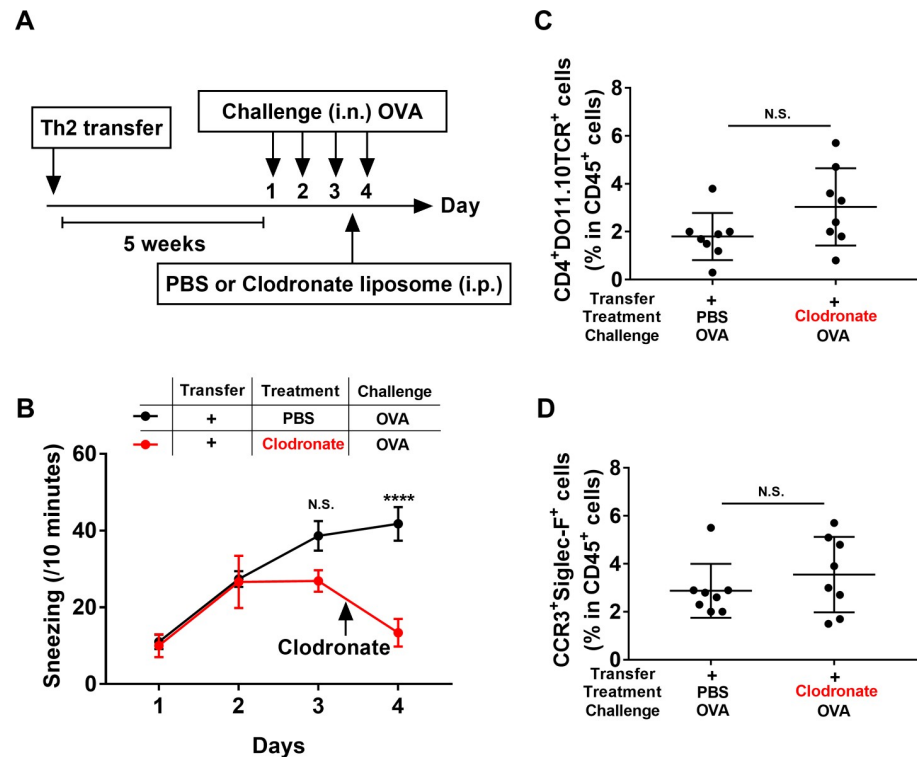 A
Th2 transfer
Challenge (i.n.) OVA
1 2 3 4
Day
5 weeks
PBS or Clodronate liposome (i.p.)
B
Transfer Treatment Challenge
+ PBS OVA
+ Clodronate OVA
Sneezing (/10 minutes)
60
40
20
0
N.S.
****
Clodronate
1 2 3 4
Days
C
CD4⁺DO11.10TCR⁺ cells
(% in CD45⁺ cells)
8
6
4
2
0
N.S.
Transfer + +
Treatment PBS Clodronate
Challenge OVA OVA
D
CCR3⁺Siglec-F⁺ cells
(% in CD45⁺ cells)
8
6
4
2
0
N.S.
Transfer + +
Treatment PBS Clodronate
Challenge OVA OVA